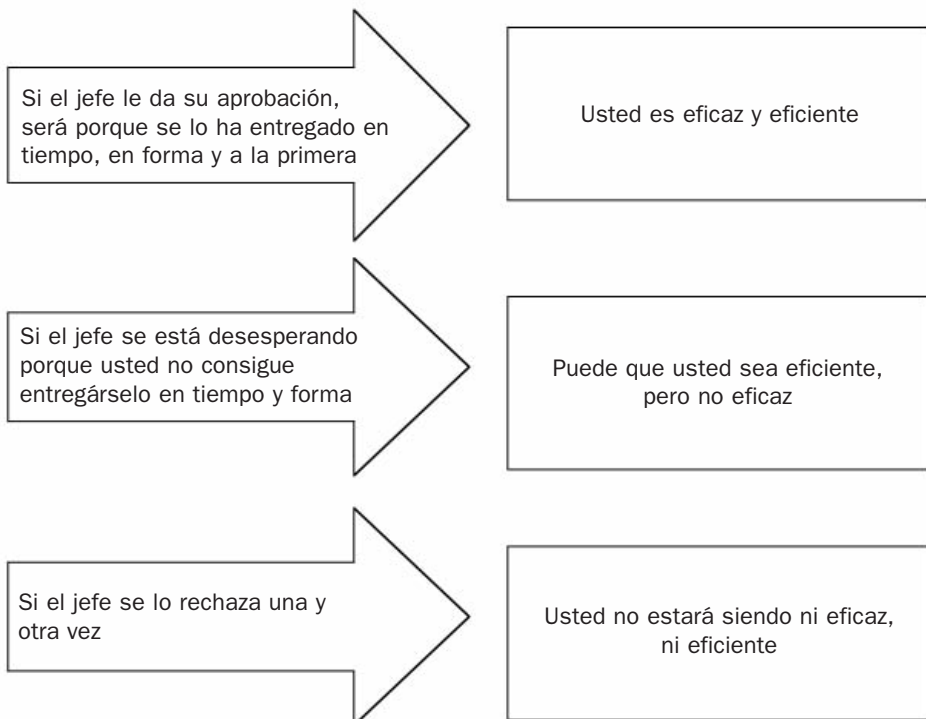 Si el jefe le da su aprobación,
será porque se lo ha entregado en
tiempo, en forma y a la primera
Usted es eficaz y eficiente
Si el jefe se está desesperando
porque usted no consigue
entregárselo en tiempo y forma
Puede que usted sea eficiente,
pero no eficaz
Si el jefe se lo rechaza una y
otra vez
Usted no estará siendo ni eficaz,
ni eficiente